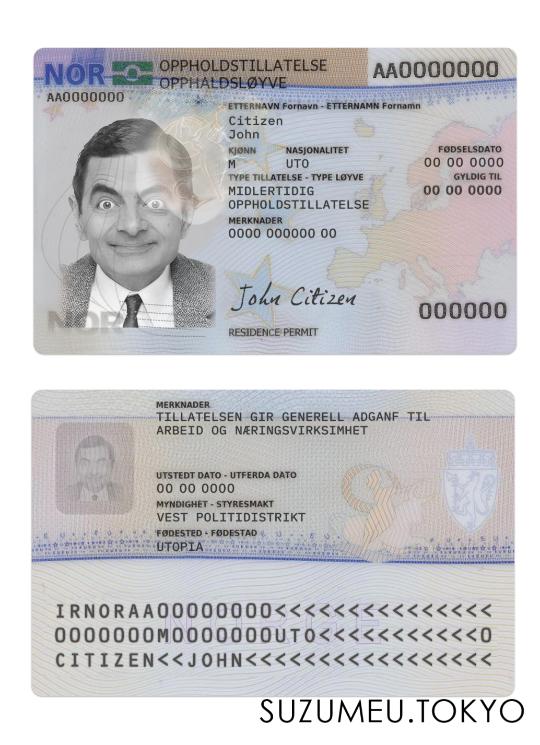 NOR
OPPHOLDSTILLATELSE
OPPHALDSLØYVE
AA0000000
AA0000000
ETTERNAVN Fornavn - ETTERNAMN Fornamn
Citizen
John
KJØNN NASJONALITET FØDSELSDATO
M UTO 00 00 0000
TYPE TILLATELSE - TYPE LØYVE GYLDIG TIL
MIDLERTIDIG 00 00 0000
OPPHOLDSTILLATELSE
MERKNADER
0000 000000 00
John Citizen
000000
NOR
RESIDENCE PERMIT
MERKNADER
TILLATELSEN GIR GENERELL ADGANF TIL
ARBEID OG NÆRINGSVIRKSIMHET
UTSTEDT DATO - UTFERDA DATO
00 00 0000
MYNDIGHET - STYRESMAKT
VEST POLITIDISTRIKT
FØDESTED - FØDESTAD
UTOPIA
IRNORAA00000000<<<<<<<<<<<<<<<
0000000M0000000UTO<<<<<<<<<<<0
CITIZEN<<JOHN<<<<<<<<<<<<<<<<<
SUZUMEU.TOKYO